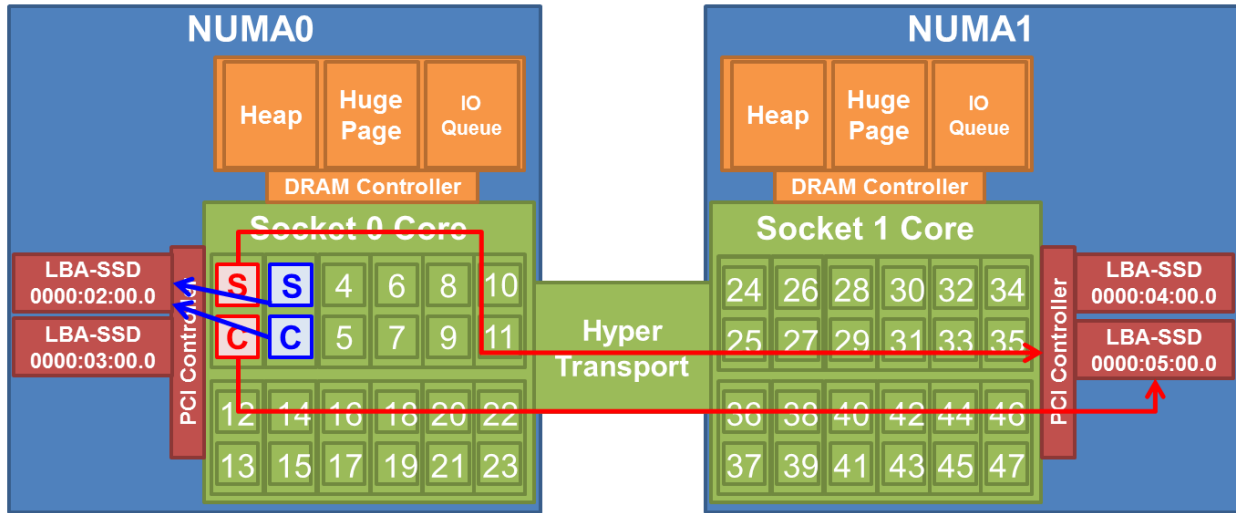 NUMA0
NUMA1
Heap
Huge
Page
IO
Queue
Heap
Huge
Page
IO
Queue
DRAM Controller
DRAM Controller
Socket 0 Core
Socket 1 Core
LBA-SSD
0000:02:00.0
LBA-SSD
0000:03:00.0
PCI Controller
S S 4 6 8 10
C C 5 7 9 11
12 14 16 18 20 22
13 15 17 19 21 23
Hyper
Transport
24 26 28 30 32 34
25 27 29 31 33 35
36 38 40 42 44 46
37 39 41 43 45 47
PCI Controller
LBA-SSD
0000:04:00.0
LBA-SSD
0000:05:00.0